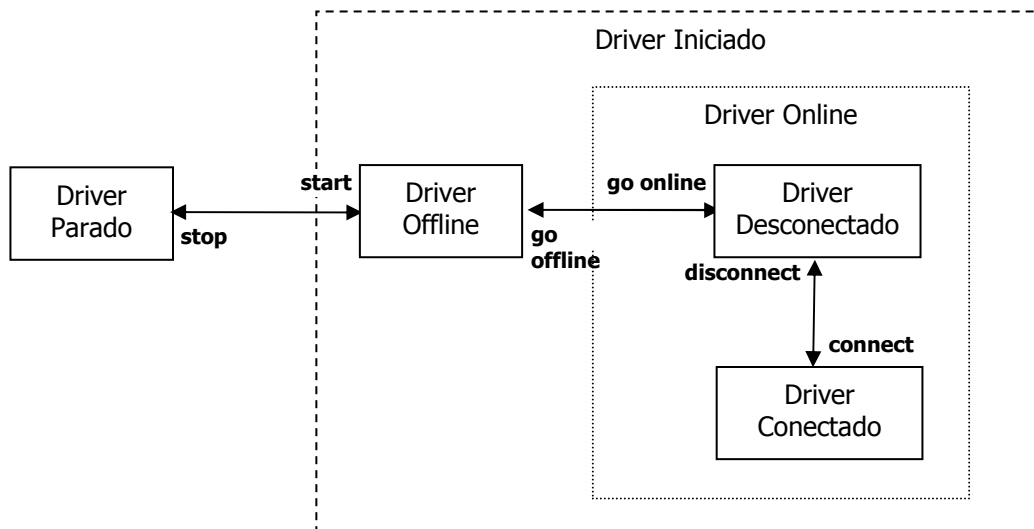 Driver Iniciado
Driver Online
Driver
Parado
start
stop
Driver
Offline
go online
go
offline
Driver
Desconectado
disconnect
connect
Driver
Conectado